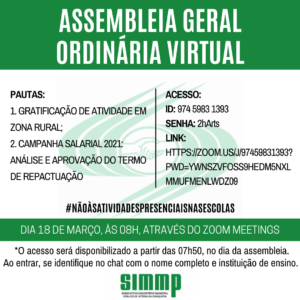 ASSEMBLEIA GERAL
ORDINÁRIA VIRTUAL
PAUTAS:
1. GRATIFICAÇÃO DE ATIVIDADE EM
ZONA RURAL;
2. CAMPANHA SALARIAL 2021:
ANÁLISE E APROVAÇÃO DO TERMO
DE REPACTUAÇÃO
ACESSO:
ID: 974 5983 1393
SENHA: 2hArts
LINK:
HTTPS://ZOOM.US/J/97459831393?
PWD=YWNSZVFOSS9HEDM5NXL
MMUFMENLWDZ09
#NÃOÀSATIVIDADESPRESENCIAISNASESCOLAS
DIA 18 DE MARÇO, ÀS 08H, ATRAVÉS DO ZOOM MEETINGS
*O acesso será disponibilizado a partir das 07h50, no dia da assembleia.
Ao entrar, se identifique no chat com o nome completo e instituição de ensino.
SIMMP